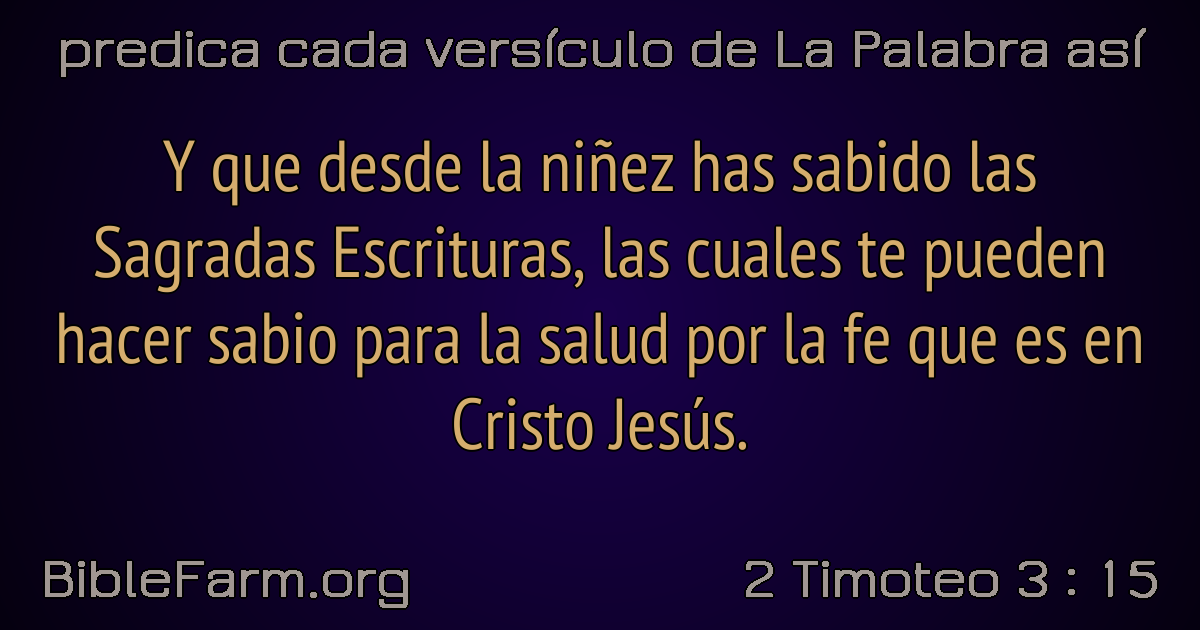 predica cada versículo de La Palabra así
Y que desde la niñez has sabido las
Sagradas Escrituras, las cuales te pueden
hacer sabio para la salud por la fe que es en
Cristo Jesús.
BibleFarm.org
2 Timoteo 3 : 15